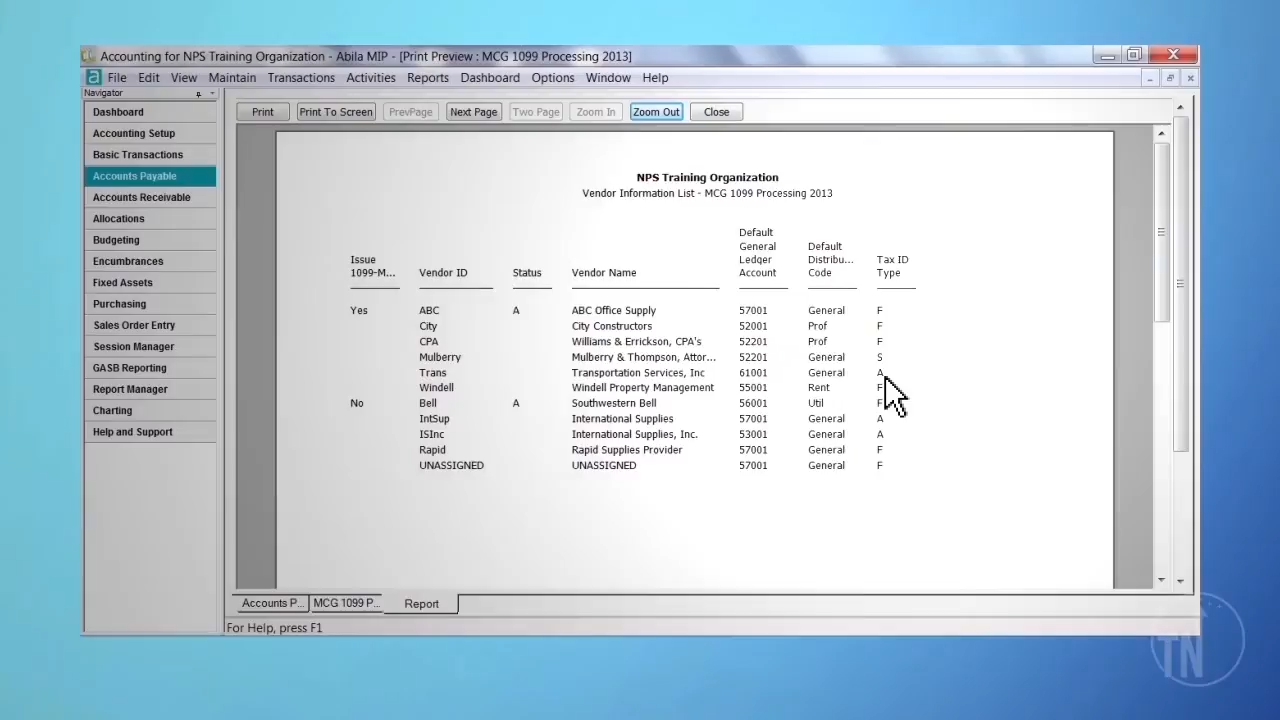 Accounting for NPS Training Organization - Abila MIP - [Print Preview : MCG 1099 Processing 2013]
File Edit View Maintain Transactions Activities Reports Dashboard Options Window Help
Navigator
Dashboard
Accounting Setup
Basic Transactions
Accounts Payable
Accounts Receivable
Allocations
Budgeting
Encumbrances
Fixed Assets
Purchasing
Sales Order Entry
Session Manager
GASB Reporting
Report Manager
Charting
Help and Support
Print Print To Screen PrevPage Next Page Two Page Zoom In Zoom Out Close
NPS Training Organization
Vendor Information List - MCG 1099 Processing 2013
Default
General Default
Issue Ledger Distribu... Tax ID
1099-M... Vendor ID Status Vendor Name Account Code Type
Yes ABC A ABC Office Supply 57001 General F
City City Constructors 52001 Prof F
CPA Williams & Errickson, CPA's 52201 Prof F
Mulberry Mulberry & Thompson, Attor... 52201 General S
Trans Transportation Services, Inc 61001 General A
Windell Windell Property Management 55001 Rent F
No Bell A Southwestern Bell 56001 Util F
IntSup International Supplies 57001 General A
ISInc International Supplies, Inc. 53001 General A
Rapid Rapid Supplies Provider 57001 General F
UNASSIGNED UNASSIGNED 57001 General F
Accounts P... MCG 1099 P... Report
For Help, press F1
TN